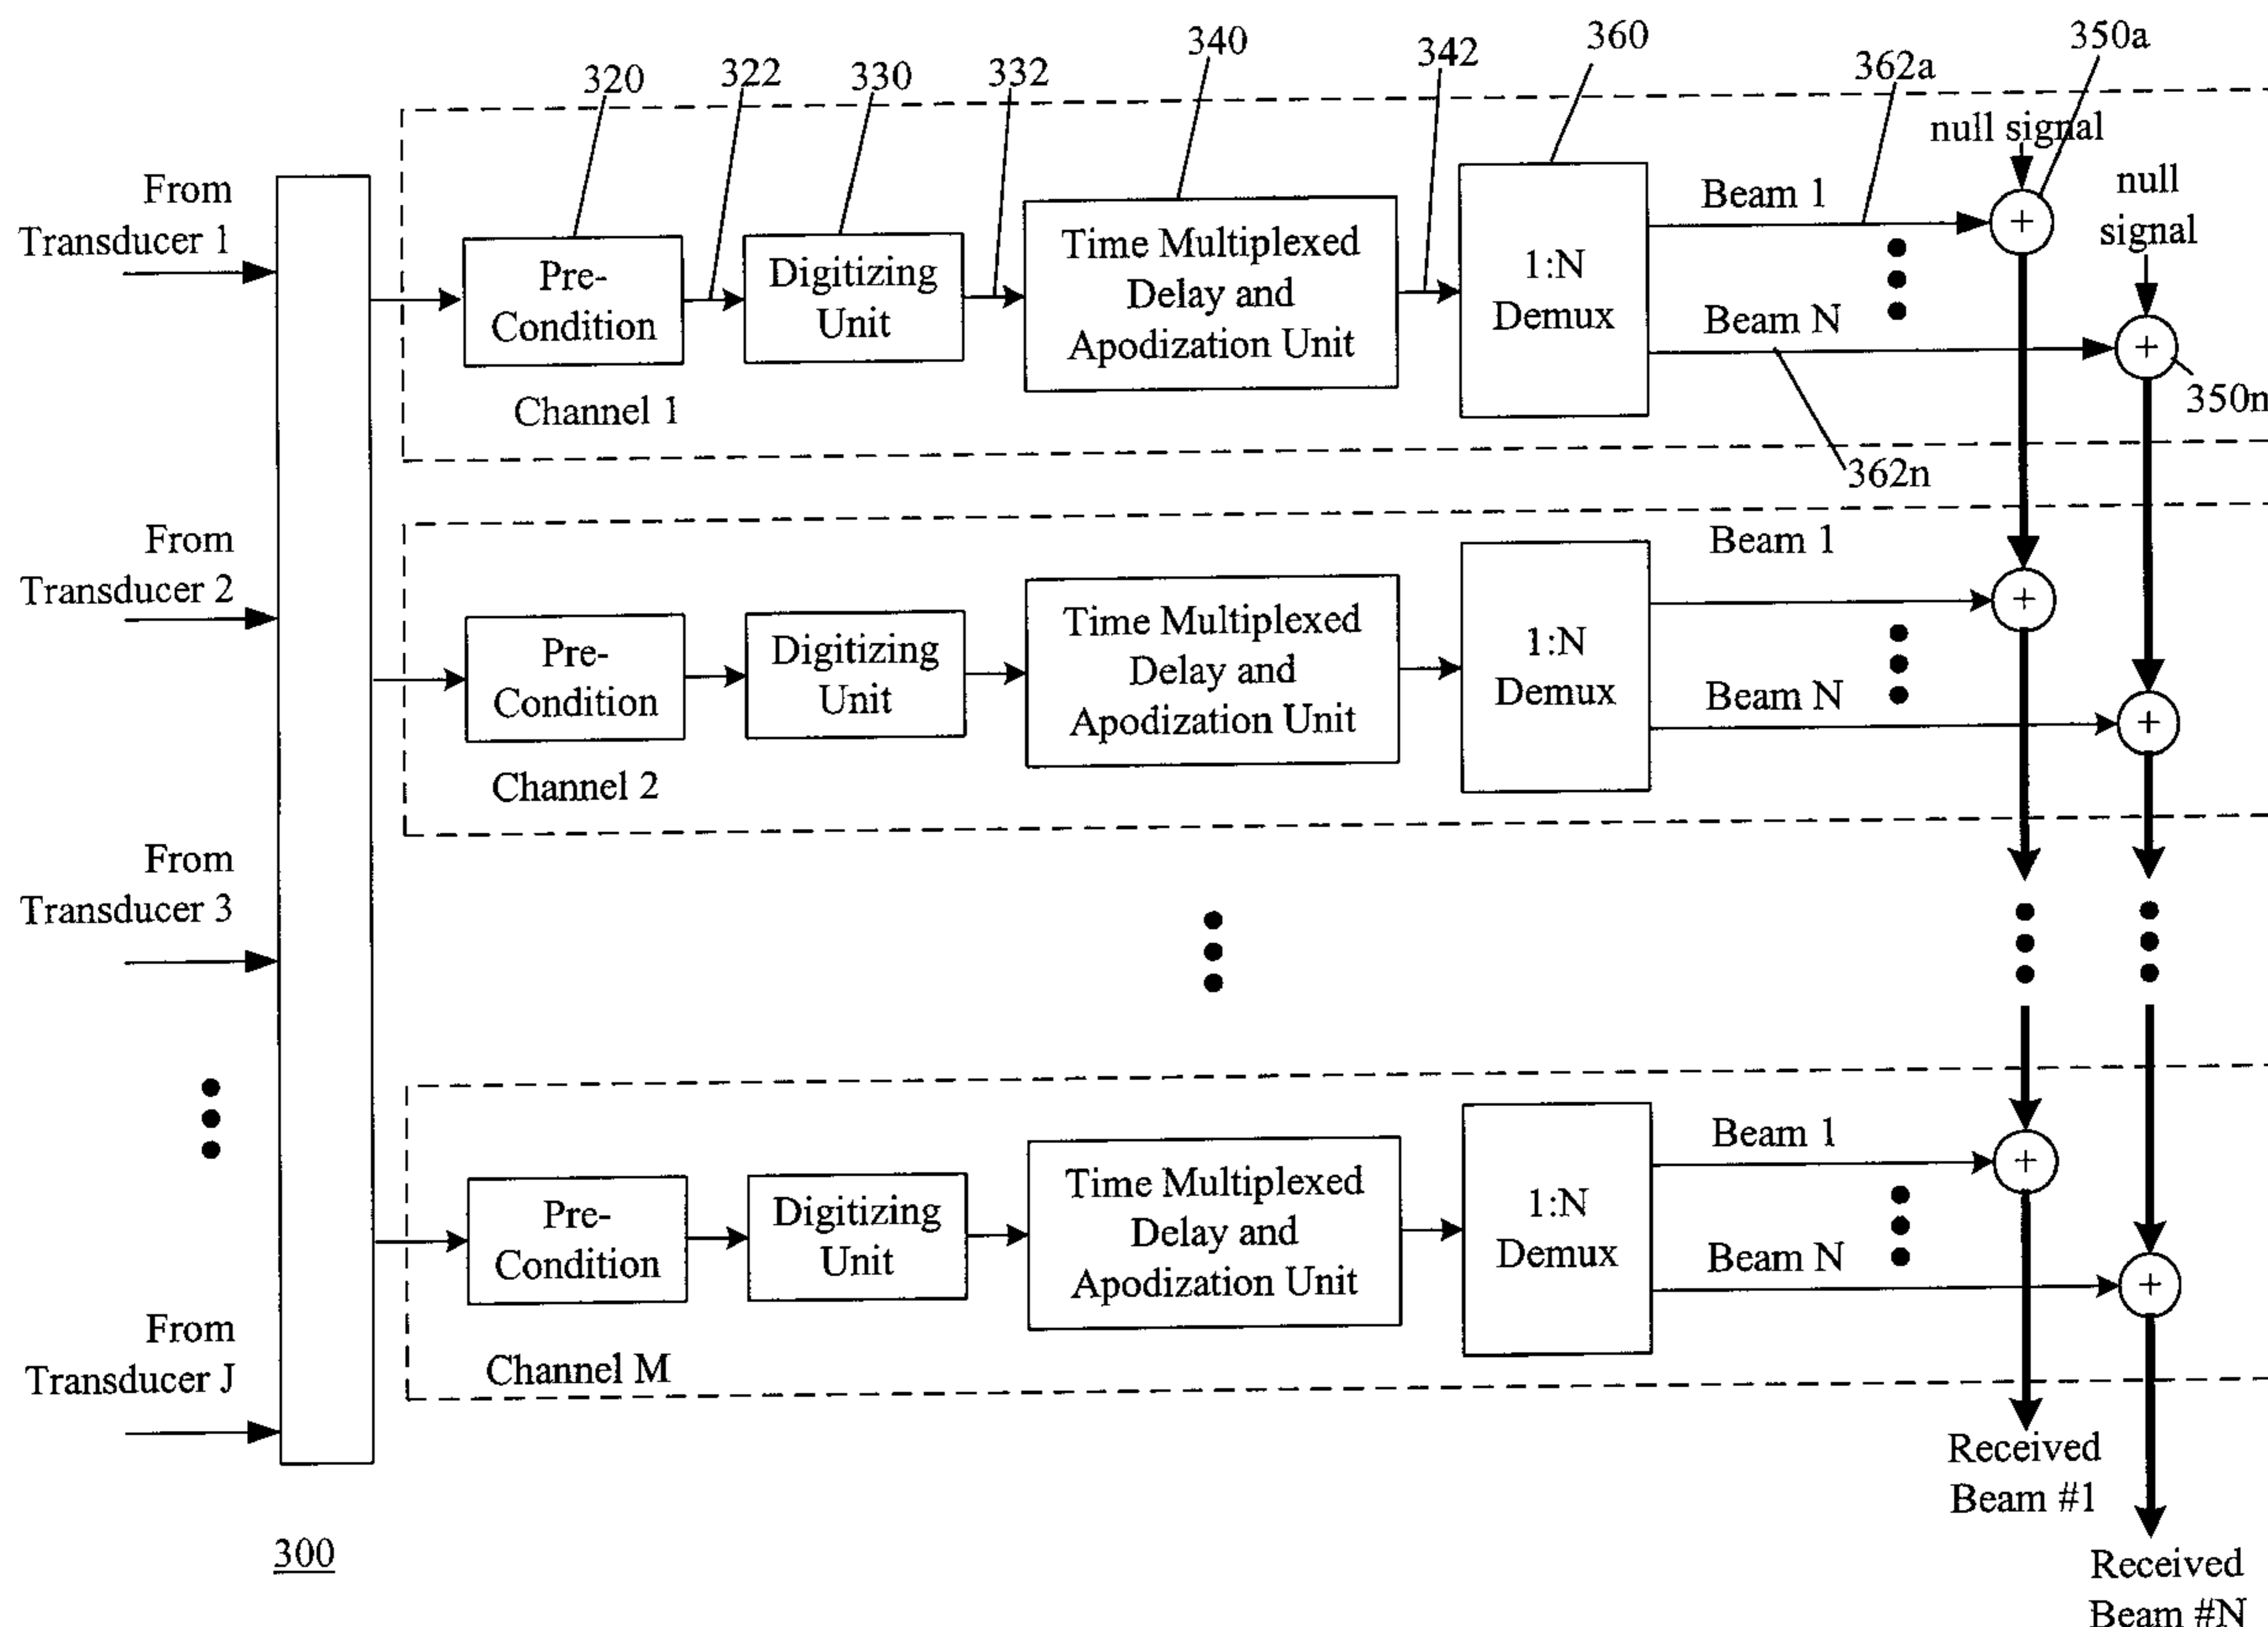 340
360
350a
320
322
330
332
342
362a
null signal
From
Transducer 1
Pre-
Condition
Digitizing
Unit
Time Multiplexed
Delay and
Apodization Unit
1:N
Demux
Beam 1
+
null
signal
Beam N
+
350n
Channel 1
362n
From
Transducer 2
Pre-
Condition
Digitizing
Unit
Time Multiplexed
Delay and
Apodization Unit
1:N
Demux
Beam 1
+
Beam N
+
Channel 2
From
Transducer 3
Pre-
Condition
Digitizing
Unit
Time Multiplexed
Delay and
Apodization Unit
1:N
Demux
Beam 1
+
Beam N
+
Channel M
From
Transducer J
Received
Beam #1
300
Received
Beam #N